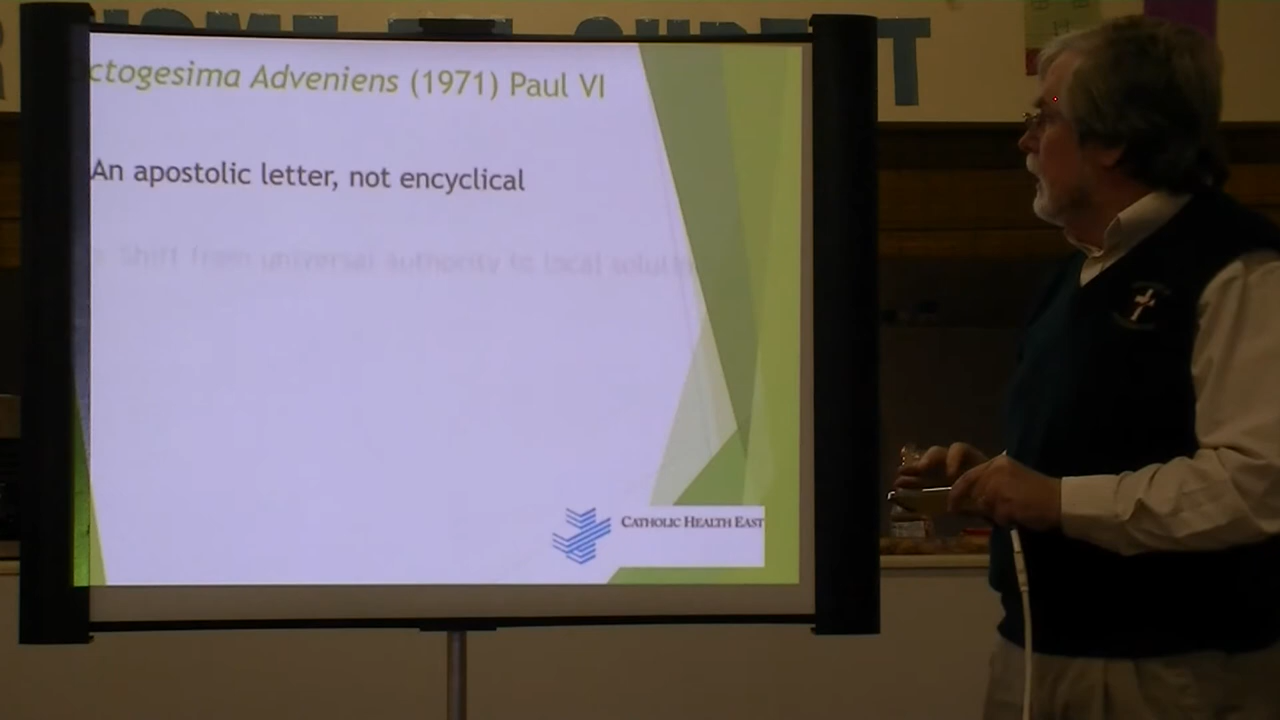 ctogesima Adveniens (1971) Paul VI
An apostolic letter, not encyclical
Shift from universal authority to local
CATHOLIC HEALTH EAST